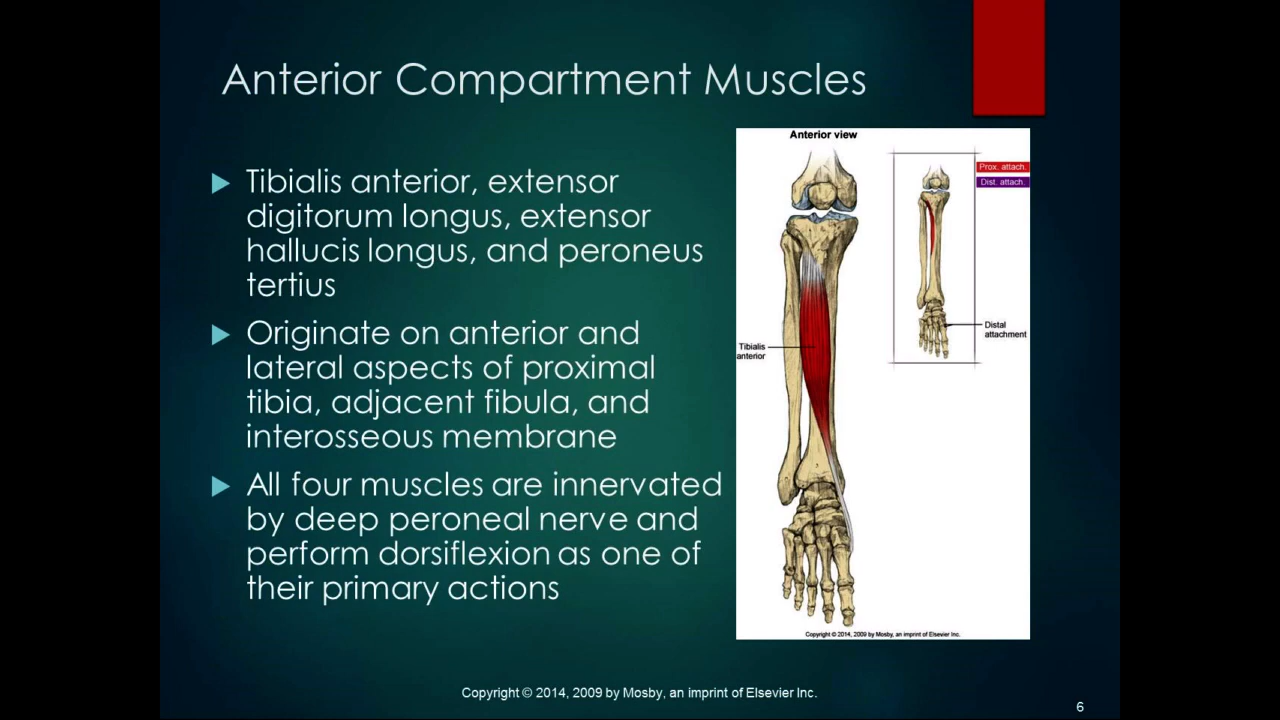 Anterior Compartment Muscles
Tibialis anterior, extensor
digitorum longus, extensor
hallucis longus, and peroneus
tertius
Originate on anterior and
lateral aspects of proximal
tibia, adjacent fibula, and
interosseous membrane
All four muscles are innervated
by deep peroneal nerve and
perform dorsiflexion as one of
their primary actions
Anterior view
Prox. attach.
Dist. attach.
Distal
attachment
Tibialis
anterior
Copyright © 2014, 2009 by Mosby, an imprint of Elsevier Inc.
Copyright © 2014, 2009 by Mosby, an imprint of Elsevier Inc.
6